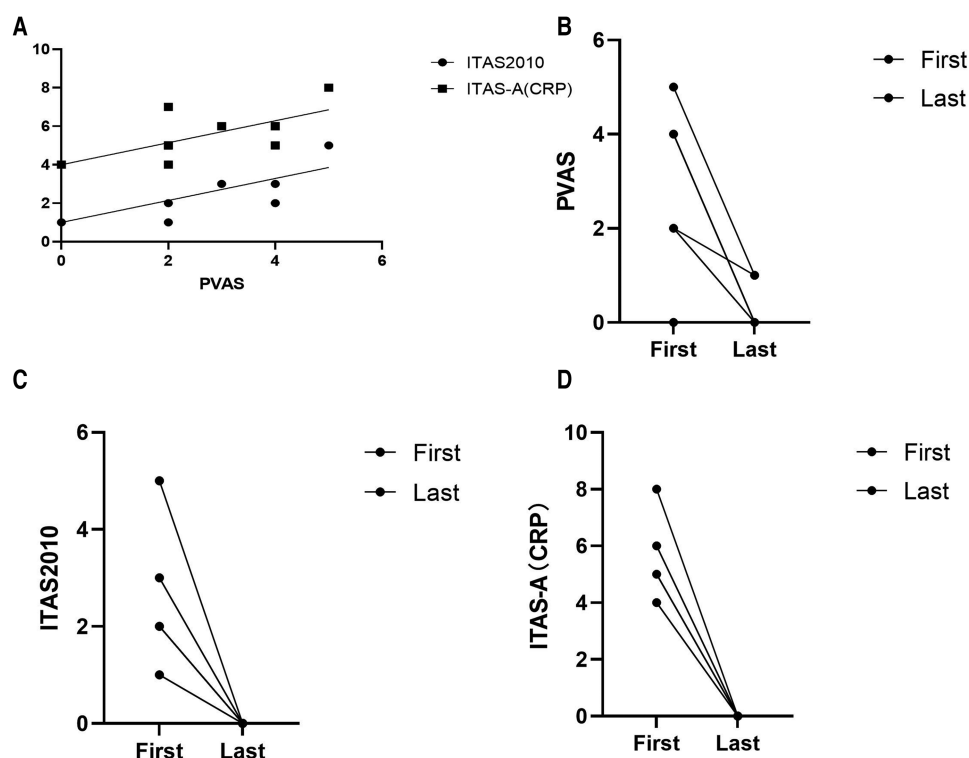 A
10
8
6
4
2
0
0 2 4 6
PVAS
ITAS2010
ITAS-A(CRP)
B
6
4
2
0
PVAS
First Last
First
Last
C
6
4
2
0
ITAS2010
First Last
First
Last
D
10
8
6
4
2
0
ITAS-A（CRP）
First Last
First
Last